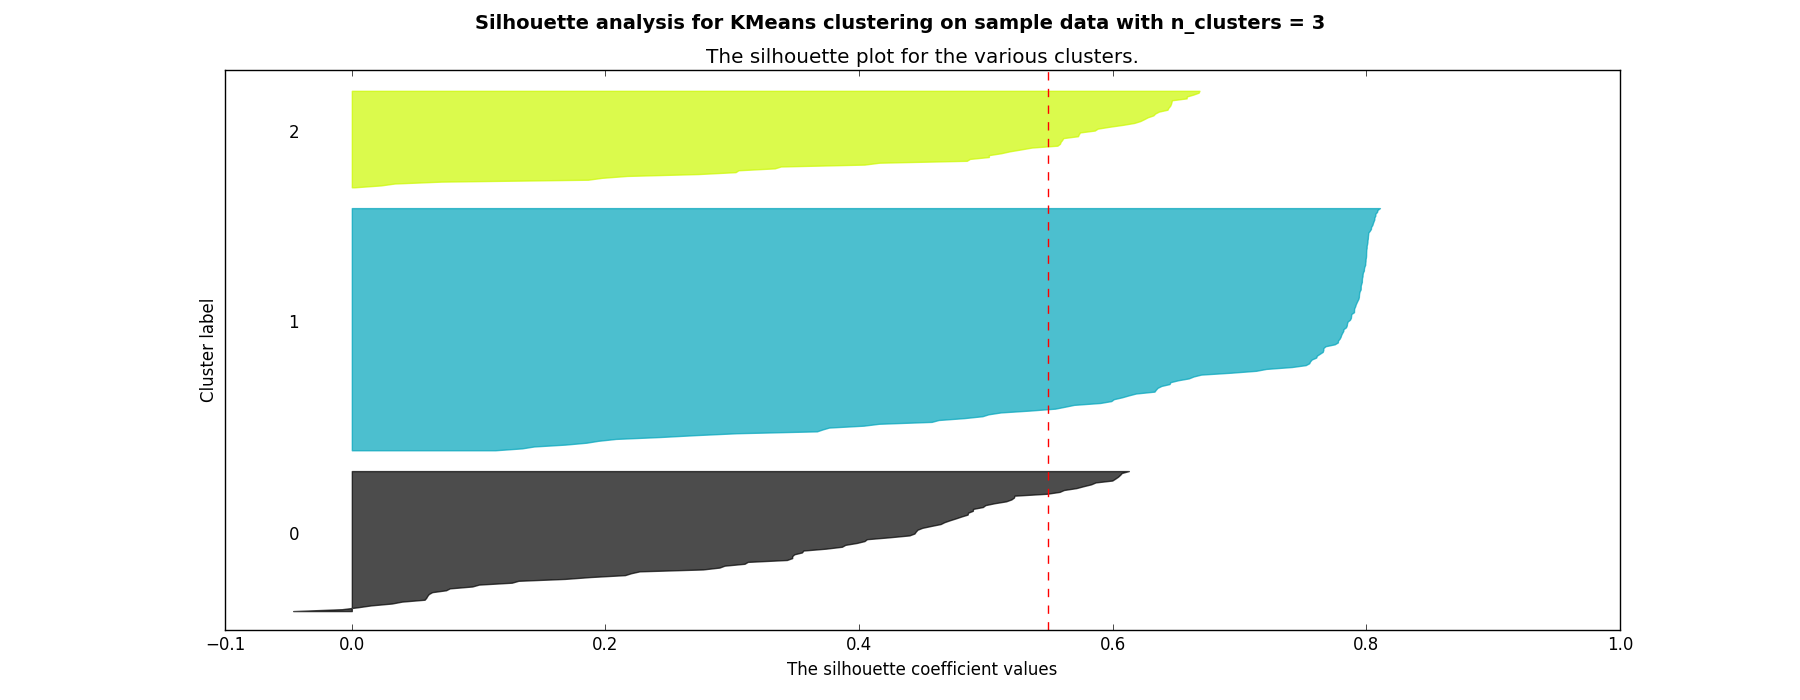 Silhouette analysis for KMeans clustering on sample data with n_clusters = 3
The silhouette plot for the various clusters.
2
1
0
Cluster label
−0.1 0.0 0.2 0.4 0.6 0.8 1.0
The silhouette coefficient values